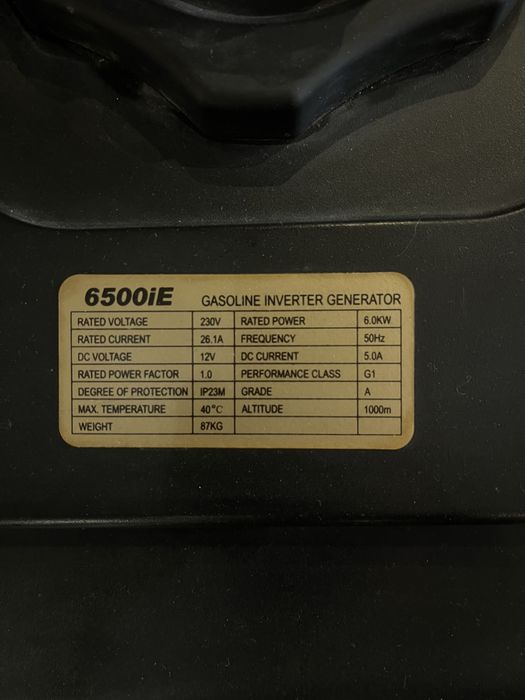 6500iE GASOLINE INVERTER GENERATOR
RATED VOLTAGE 230V RATED POWER 6.0KW
RATED CURRENT 26.1A FREQUENCY 50Hz
DC VOLTAGE 12V DC CURRENT 5.0A
RATED POWER FACTOR 1.0 PERFORMANCE CLASS G1
DEGREE OF PROTECTION IP23M GRADE A
MAX. TEMPERATURE 40°C ALTITUDE 1000m
WEIGHT 87KG